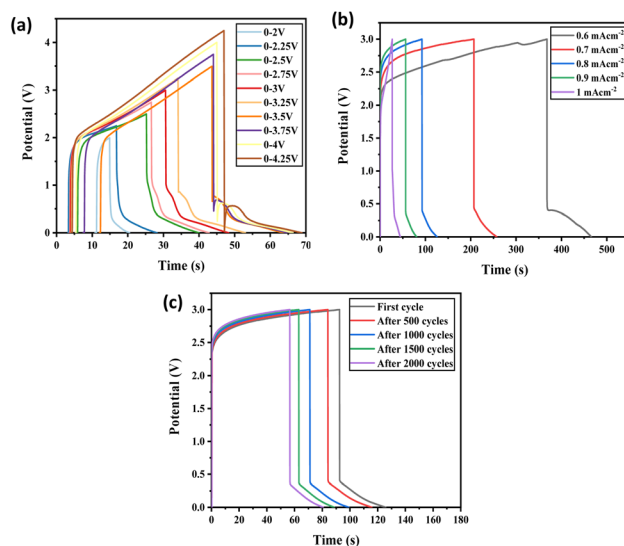 (a)
Potential (V)
4
3
2
1
0
0-2V
0-2.25V
0-2.5V
0-2.75V
0-3V
0-3.25V
0-3.5V
0-3.75V
0-4V
0-4.25V
0 10 20 30 40 50 60 70
Time (s)
(b)
Potential (V)
3.0
2.5
2.0
1.5
1.0
0.5
0.0
0.6 mAcm⁻²
0.7 mAcm⁻²
0.8 mAcm⁻²
0.9 mAcm⁻²
1 mAcm⁻²
0 100 200 300 400 500
Time (s)
(c)
Potential (V)
3.0
2.5
2.0
1.5
1.0
0.5
0.0
First cycle
After 500 cycles
After 1000 cycles
After 1500 cycles
After 2000 cycles
0 20 40 60 80 100 120 140 160 180
Time (s)